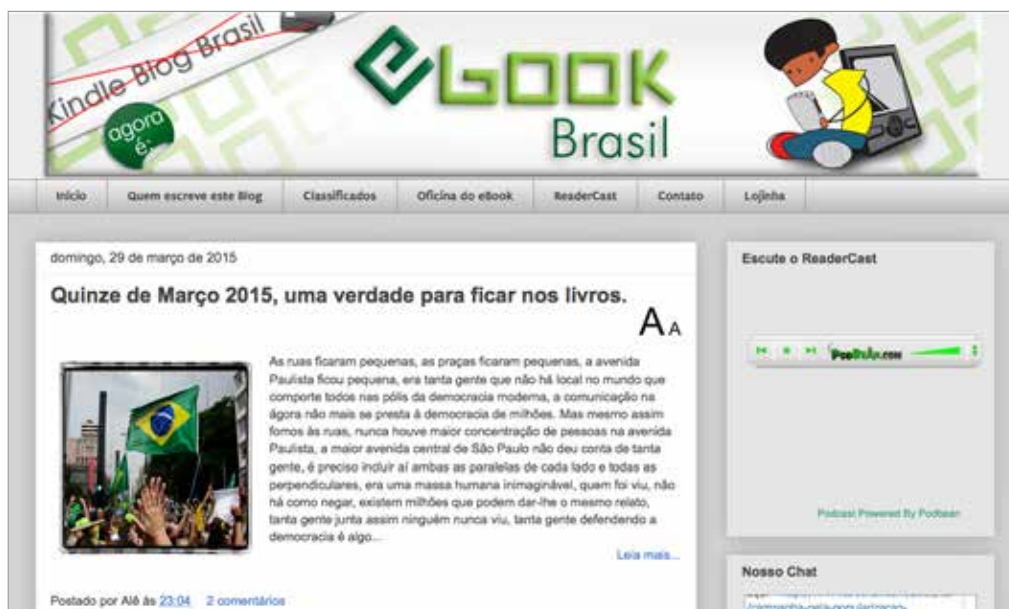 Kindle Blog Brasil
agora
é:
eBook
Brasil
Início
Quem escreve este Blog
Classificados
Oficina do eBook
ReaderCast
Contato
Lojinha
domingo, 29 de março de 2015
Quinze de Março 2015, uma verdade para ficar nos livros.
A A
As ruas ficaram pequenas, as praças ficaram pequenas, a avenida
Paulista ficou pequena, era tanta gente que não há local no mundo que
comporte todos nas pólis da democracia moderna, a comunicação na
ágora não mais se presta á democracia de milhões. Mas mesmo assim
fomos às ruas, nunca houve maior concentração de pessoas na avenida
Paulista, a maior avenida central de São Paulo não deu conta de tanta
gente, é preciso incluir aí ambas as paralelas de cada lado e todas as
perpendiculares, era uma massa humana inimaginável, quem foi viu, não
há como negar, existem milhões que podem dar-lhe o mesmo relato,
tanta gente junta assim ninguém nunca viu, tanta gente defendendo a
democracia é algo...
Leia mais...
Postado por Alê às 23:04 2 comentários
Escute o ReaderCast
PodBean.com
Podcast Powered By Podbean
Nosso Chat